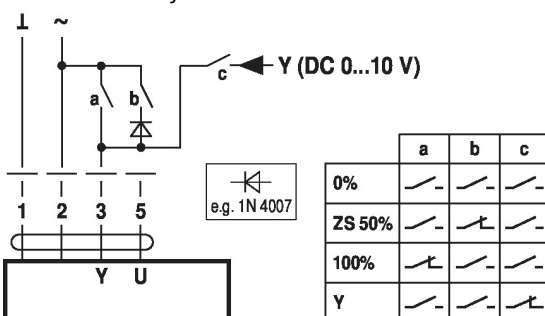 ⊥ ~
a b c Y (DC 0...10 V)
1 2 3 5
Y U
e.g. 1N 4007
a b c
0%
ZS 50%
100%
Y